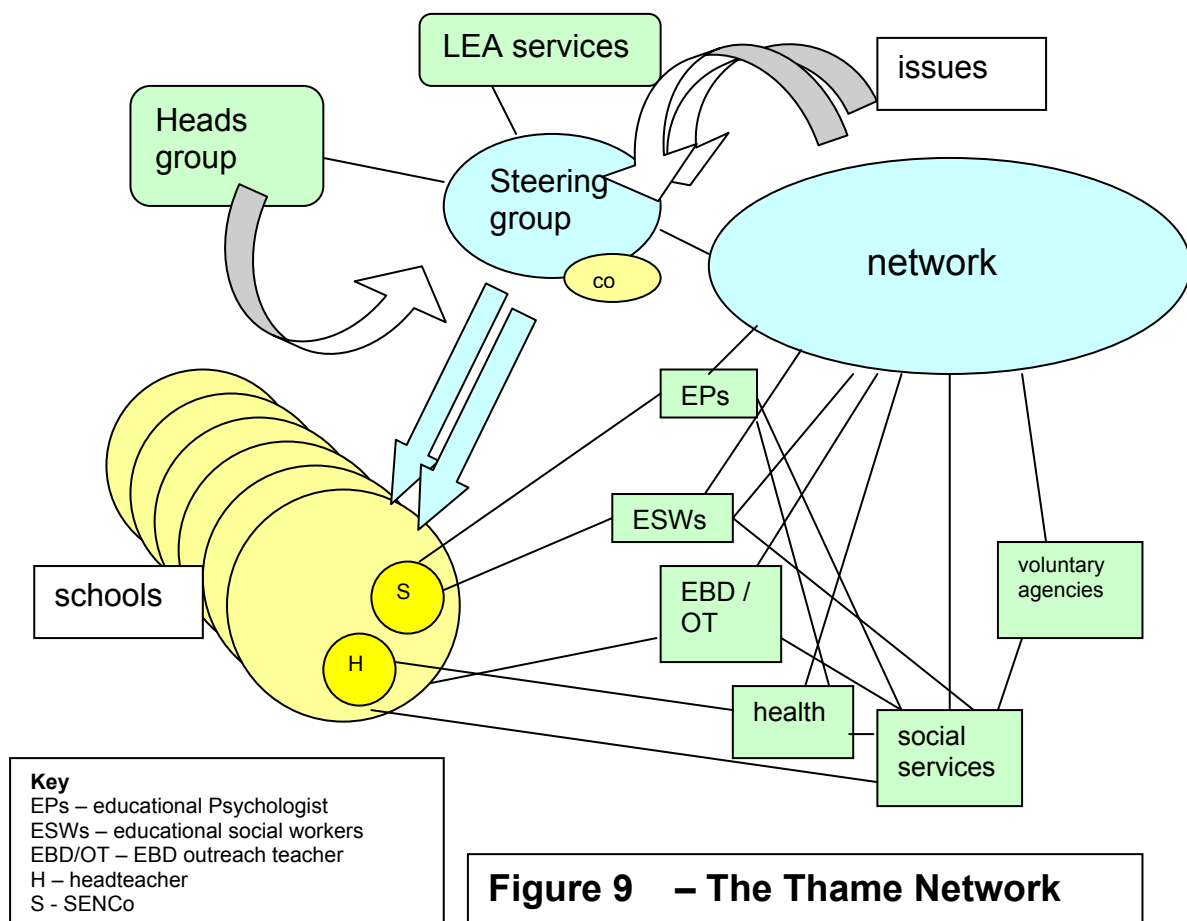 LEA services
issues
Heads
group
Steering
group
network
co
EPs
ESWs
S
schools
EBD /
OT
voluntary
agencies
H
health
social
services
Key
EPs – educational Psychologist
ESWs – educational social workers
EBD/OT – EBD outreach teacher
H – headteacher
S - SENCo
Figure 9 – The Thame Network